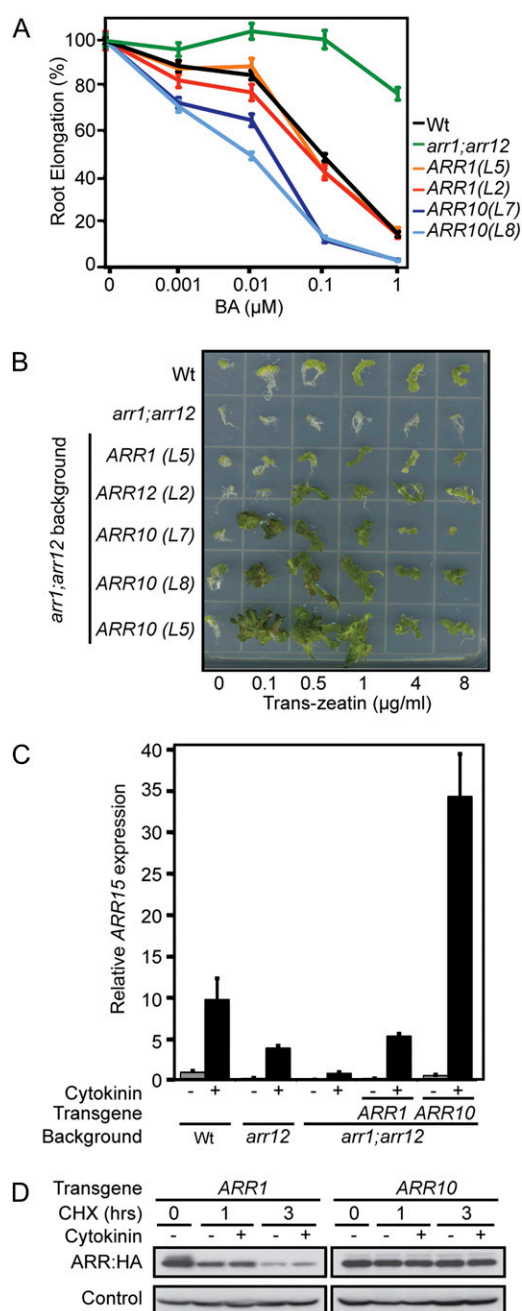 A
Root Elongation (%)
100
80
60
40
20
0
0 0.001 0.01 0.1 1
BA (µM)
Wt
arr1;arr12
ARR1(L5)
ARR1(L2)
ARR10(L7)
ARR10(L8)
B
arr1;arr12 background
Wt
arr1;arr12
ARR1 (L5)
ARR12 (L2)
ARR10 (L7)
ARR10 (L8)
ARR10 (L5)
0 0.1 0.5 1 4 8
Trans-zeatin (µg/ml)
C
Relative ARR15 expression
40
35
30
25
20
15
10
5
0
Cytokinin - + - + - + - + - +
Transgene ARR1 ARR10
Background Wt arr12 arr1;arr12
D
Transgene ARR1 ARR10
CHX (hrs) 0 1 3 0 1 3
Cytokinin - - + - + - - + - +
ARR:HA
Control